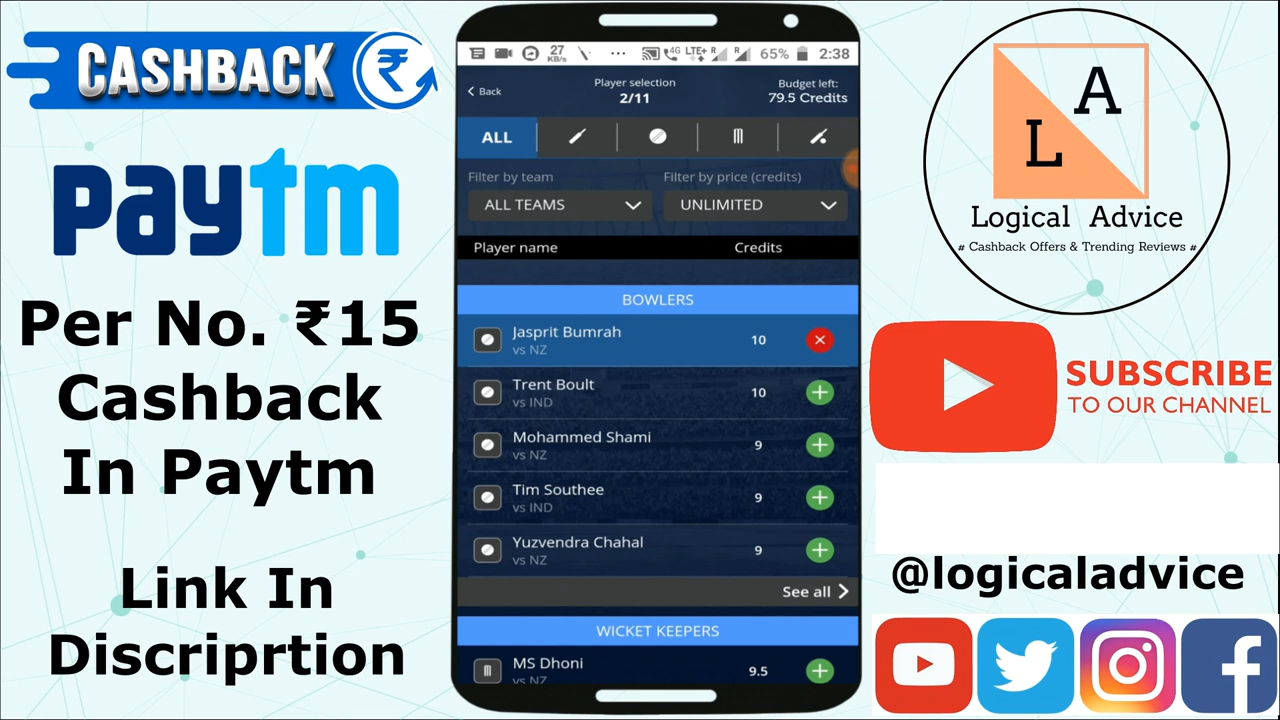 CASHBACK ₹
paytm
Per No. ₹15
Cashback
In Paytm
Link In
Discriprtion
27
KB/s
...
4G
LTE+
R
R
65%
2:38
Back
Player selection
2/11
Budget left:
79.5 Credits
ALL
Filter by team
Filter by price (credits)
ALL TEAMS
UNLIMITED
Player name
Credits
BOWLERS
Jasprit Bumrah
vs NZ
10
Trent Boult
vs IND
10
Mohammed Shami
vs NZ
9
Tim Southee
vs IND
9
Yuzvendra Chahal
vs NZ
9
See all
WICKET KEEPERS
MS Dhoni
vs NZ
9.5
L A
Logical Advice
# Cashback Offers & Trending Reviews #
SUBSCRIBE
TO OUR CHANNEL
@logicaladvice